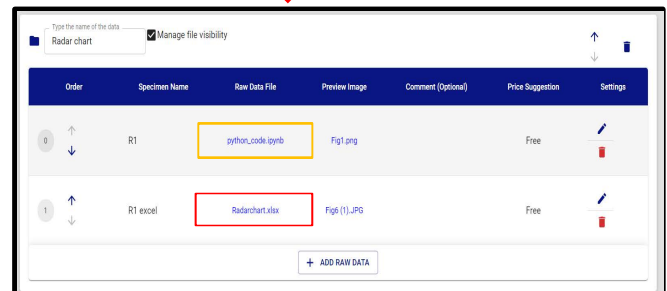 Type the name of the data
Radar chart
Manage file visibility
Order Specimen Name Raw Data File Preview Image Comment (Optional) Price Suggestion Settings
0 R1 python_code.ipynb Fig1.png Free
1 R1 excel Radarchart.xlsx Fig6 (1).JPG Free
+ ADD RAW DATA